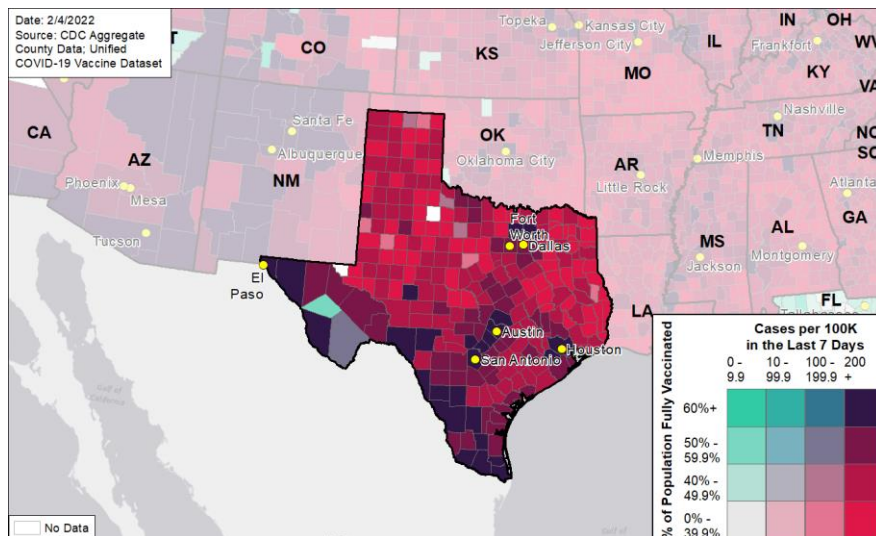 Date: 2/4/2022
Source: CDC Aggregate
County Data; Unified
COVID-19 Vaccine Dataset
Topeka
Kansas City
Jefferson City
IN
OH
IL
Frankfort
WV
T
CO
KS
MO
KY
VA
Nashville
CA
Santa Fe
Albuquerque
OK
Oklahoma City
TN
NC
SC
AZ
NM
AR
Memphis
Little Rock
Atlanta
Phoenix
Mesa
Fort
Worth
Dallas
MS
AL
GA
Tucson
Jackson
Montgomery
El
Paso
LA
FL
Austin
San Antonio
Houston
Gulf of
California
Cases per 100K
in the Last 7 Days
0 -
9.9
10 -
99.9
100 -
199.9
200
+
% of Population Fully Vaccinated
60%+
50% -
59.9%
40% -
49.9%
0% -
39.9%
No Data